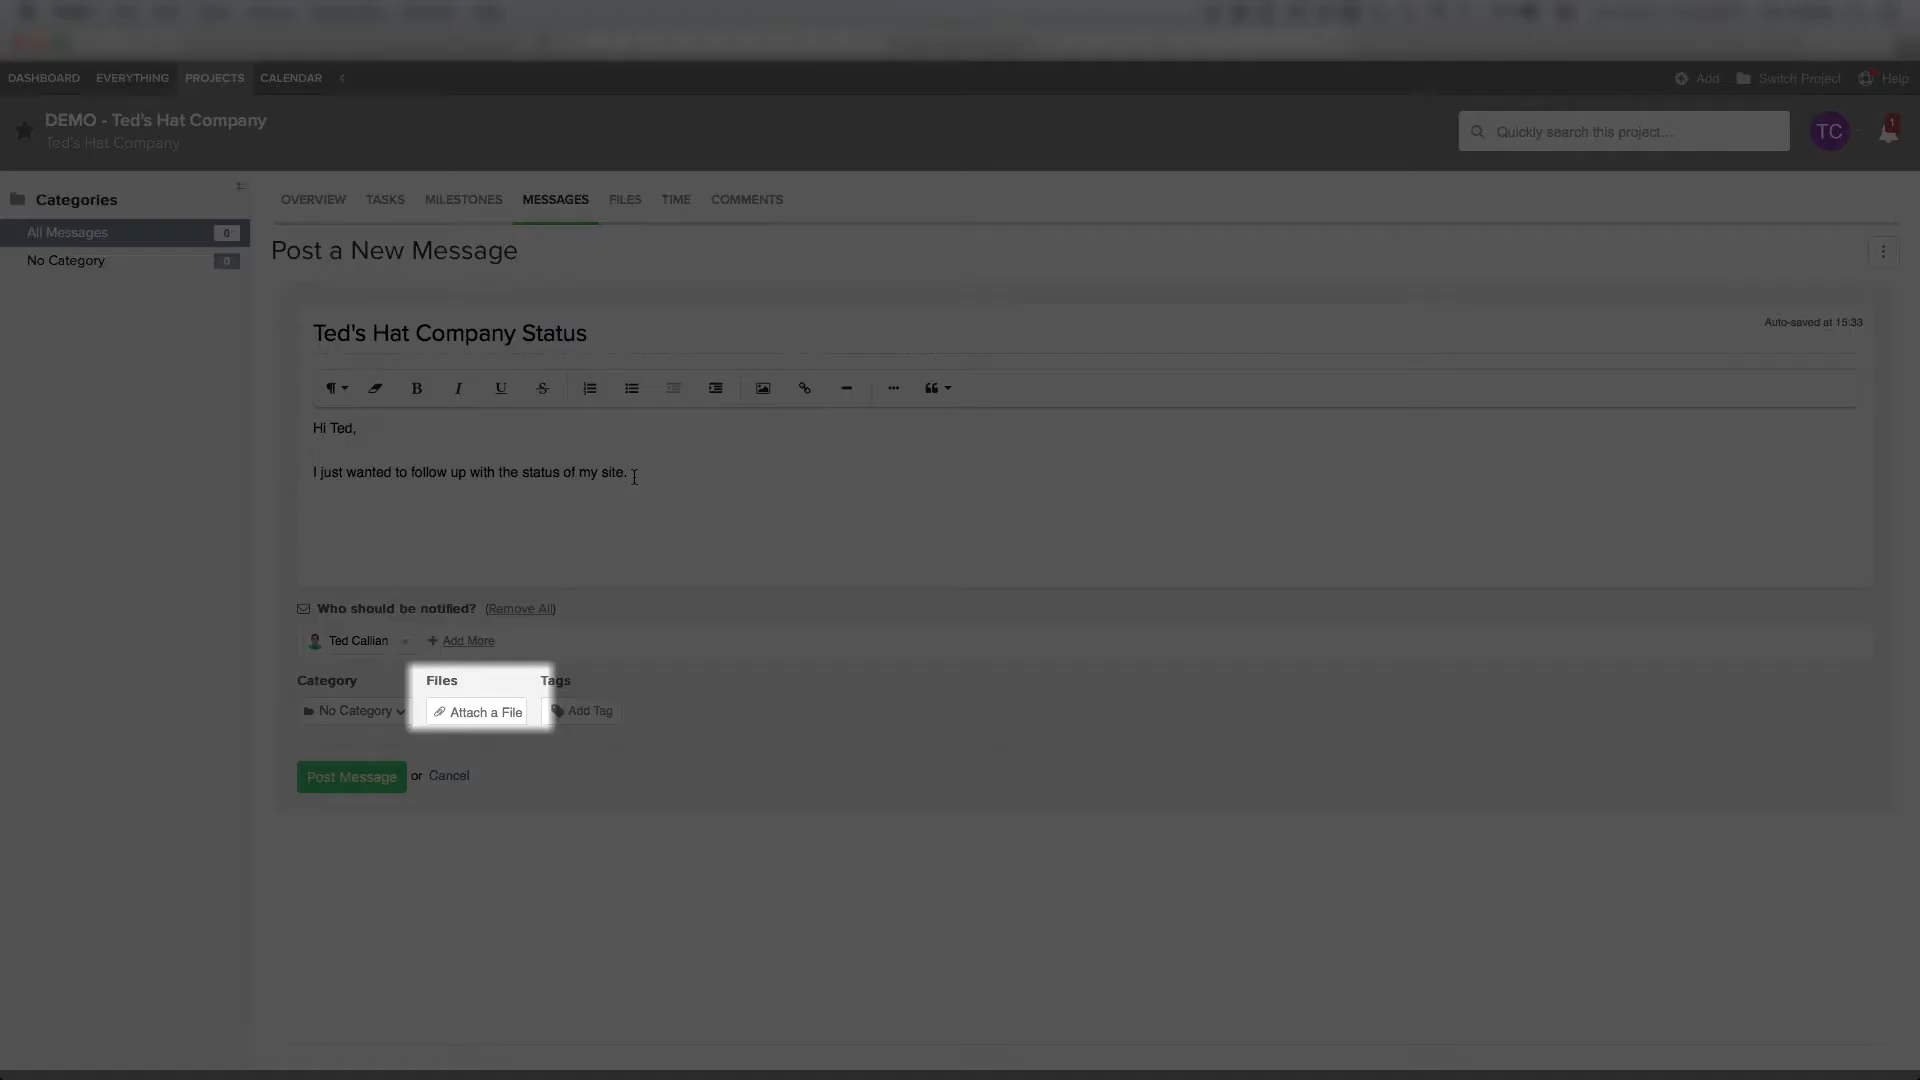 DASHBOARD EVERYTHING PROJECTS CALENDAR Add Switch Project Help
DEMO - Ted's Hat Company
Ted's Hat Company
Quickly search this project...
TC
1
Categories
All Messages 0
No Category 0
OVERVIEW TASKS MILESTONES MESSAGES FILES TIME COMMENTS
Post a New Message
Ted's Hat Company Status
Auto-saved at 15:33
B I U S
Hi Ted,
I just wanted to follow up with the status of my site.
Who should be notified? (Remove All)
Ted Callian + Add More
Category Files Tags
No Category Attach a File Add Tag
Post Message or Cancel